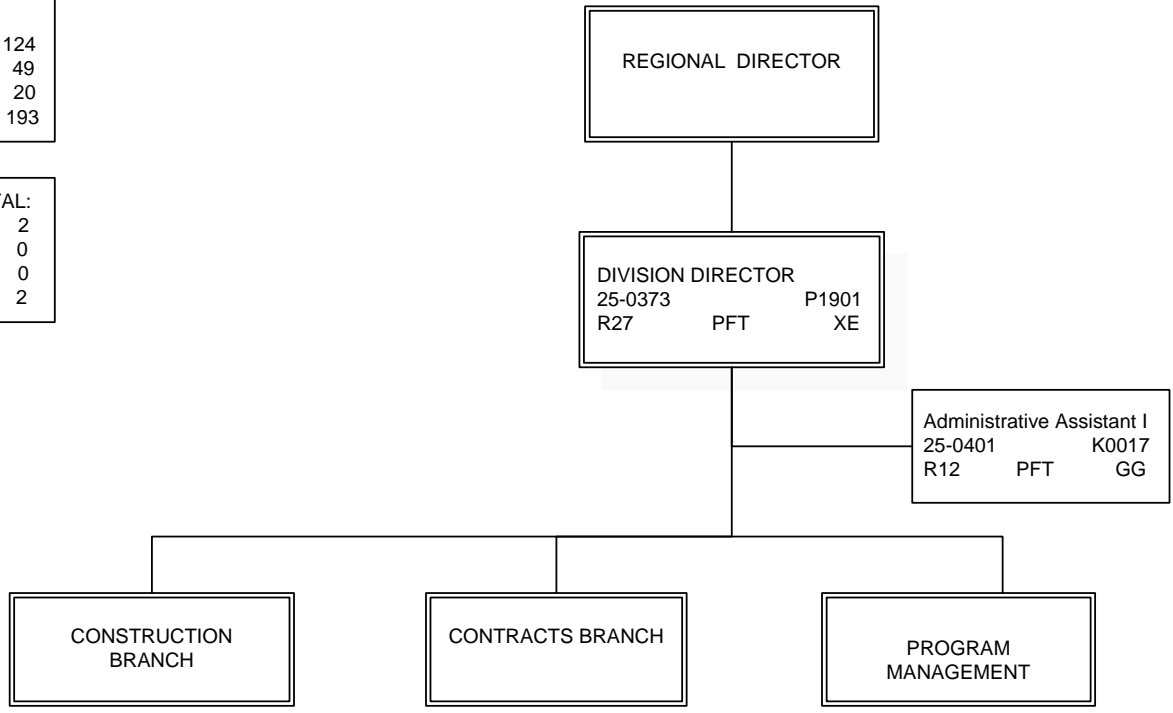 124
49
20
193
TAL:
2
0
0
2
REGIONAL DIRECTOR
DIVISION DIRECTOR
25-0373 P1901
R27 PFT XE
Administrative Assistant I
25-0401 K0017
R12 PFT GG
CONSTRUCTION
BRANCH
CONTRACTS BRANCH
PROGRAM
MANAGEMENT